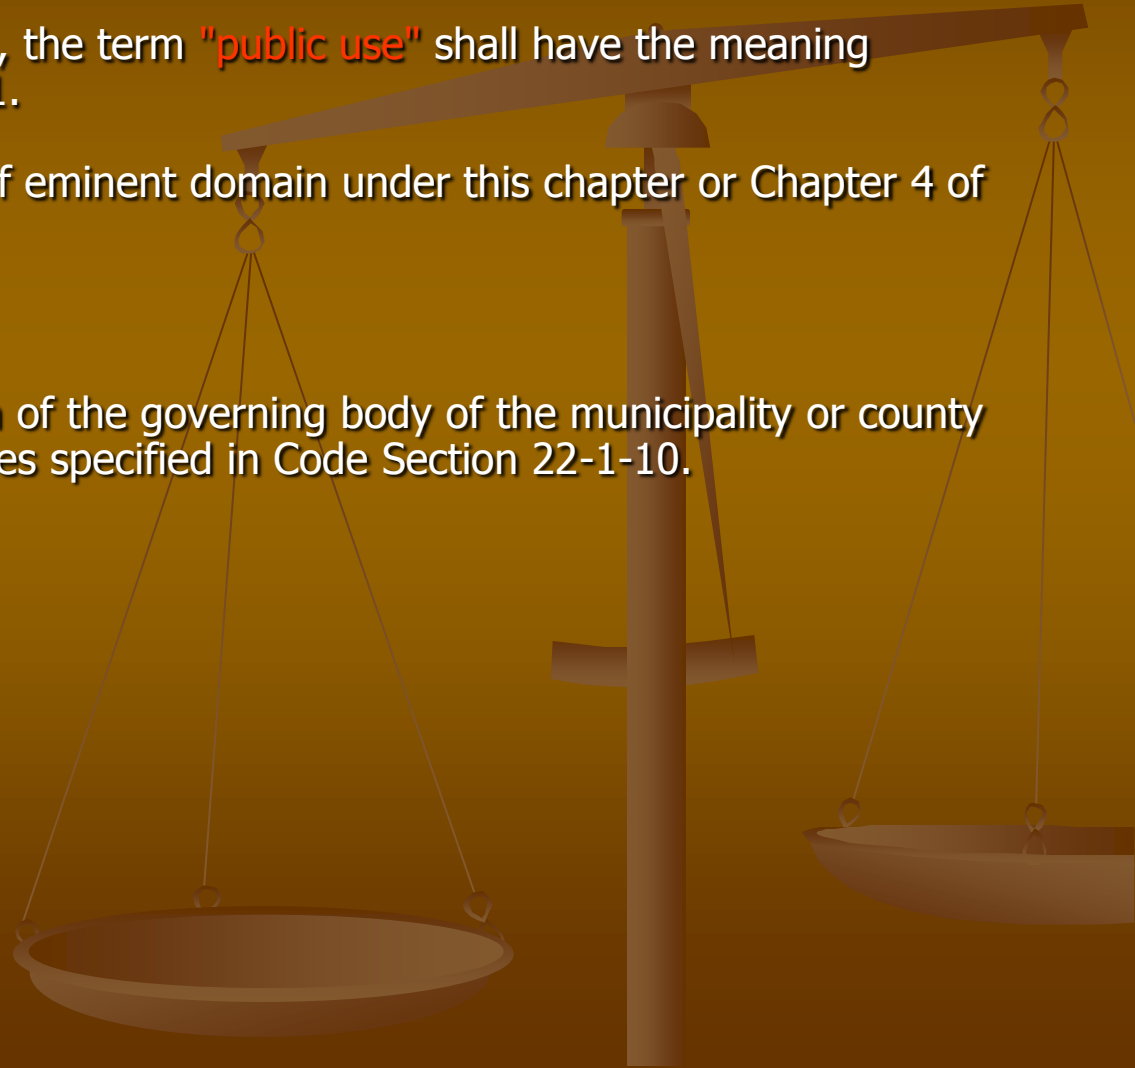 , the term "public use" shall have the meaning
1.
f eminent domain under this chapter or Chapter 4 of
of the governing body of the municipality or county
es specified in Code Section 22-1-10.